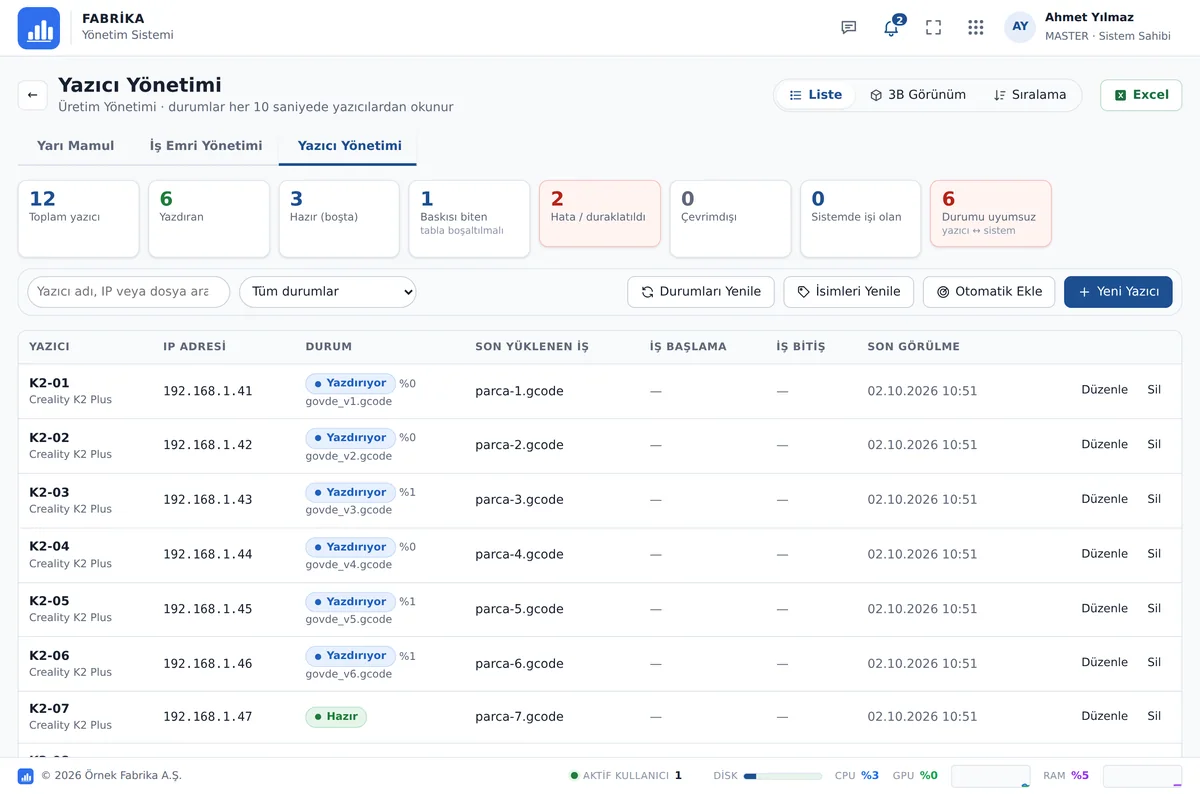 FABRİKA
Yönetim Sistemi
2
AY
Ahmet Yılmaz
MASTER · Sistem Sahibi
←
Yazıcı Yönetimi
Üretim Yönetimi · durumlar her 10 saniyede yazıcılardan okunur
Liste
3B Görünüm
Sıralama
Excel
Yarı Mamul
İş Emri Yönetimi
Yazıcı Yönetimi
12
Toplam yazıcı
6
Yazdıran
3
Hazır (boşta)
1
Baskısı biten
tabla boşaltılmalı
2
Hata / duraklatıldı
0
Çevrimdışı
0
Sistemde işi olan
6
Durumu uyumsuz
yazıcı ↔ sistem
Yazıcı adı, IP veya dosya ara
Tüm durumlar
Durumları Yenile
İsimleri Yenile
Otomatik Ekle
+ Yeni Yazıcı
YAZICI IP ADRESİ DURUM SON YÜKLENEN İŞ İŞ BAŞLAMA İŞ BİTİŞ SON GÖRÜLME
K2-01
Creality K2 Plus
192.168.1.41
Yazdırıyor %0
govde_v1.gcode
parca-1.gcode — — 02.10.2026 10:51 Düzenle Sil
K2-02
Creality K2 Plus
192.168.1.42
Yazdırıyor %0
govde_v2.gcode
parca-2.gcode — — 02.10.2026 10:51 Düzenle Sil
K2-03
Creality K2 Plus
192.168.1.43
Yazdırıyor %1
govde_v3.gcode
parca-3.gcode — — 02.10.2026 10:51 Düzenle Sil
K2-04
Creality K2 Plus
192.168.1.44
Yazdırıyor %0
govde_v4.gcode
parca-4.gcode — — 02.10.2026 10:51 Düzenle Sil
K2-05
Creality K2 Plus
192.168.1.45
Yazdırıyor %1
govde_v5.gcode
parca-5.gcode — — 02.10.2026 10:51 Düzenle Sil
K2-06
Creality K2 Plus
192.168.1.46
Yazdırıyor %1
govde_v6.gcode
parca-6.gcode — — 02.10.2026 10:51 Düzenle Sil
K2-07
Creality K2 Plus
192.168.1.47
Hazır
parca-7.gcode — — 02.10.2026 10:51 Düzenle Sil
© 2026 Örnek Fabrika A.Ş.
AKTİF KULLANICI 1
DİSK
CPU %3
GPU %0
RAM %5